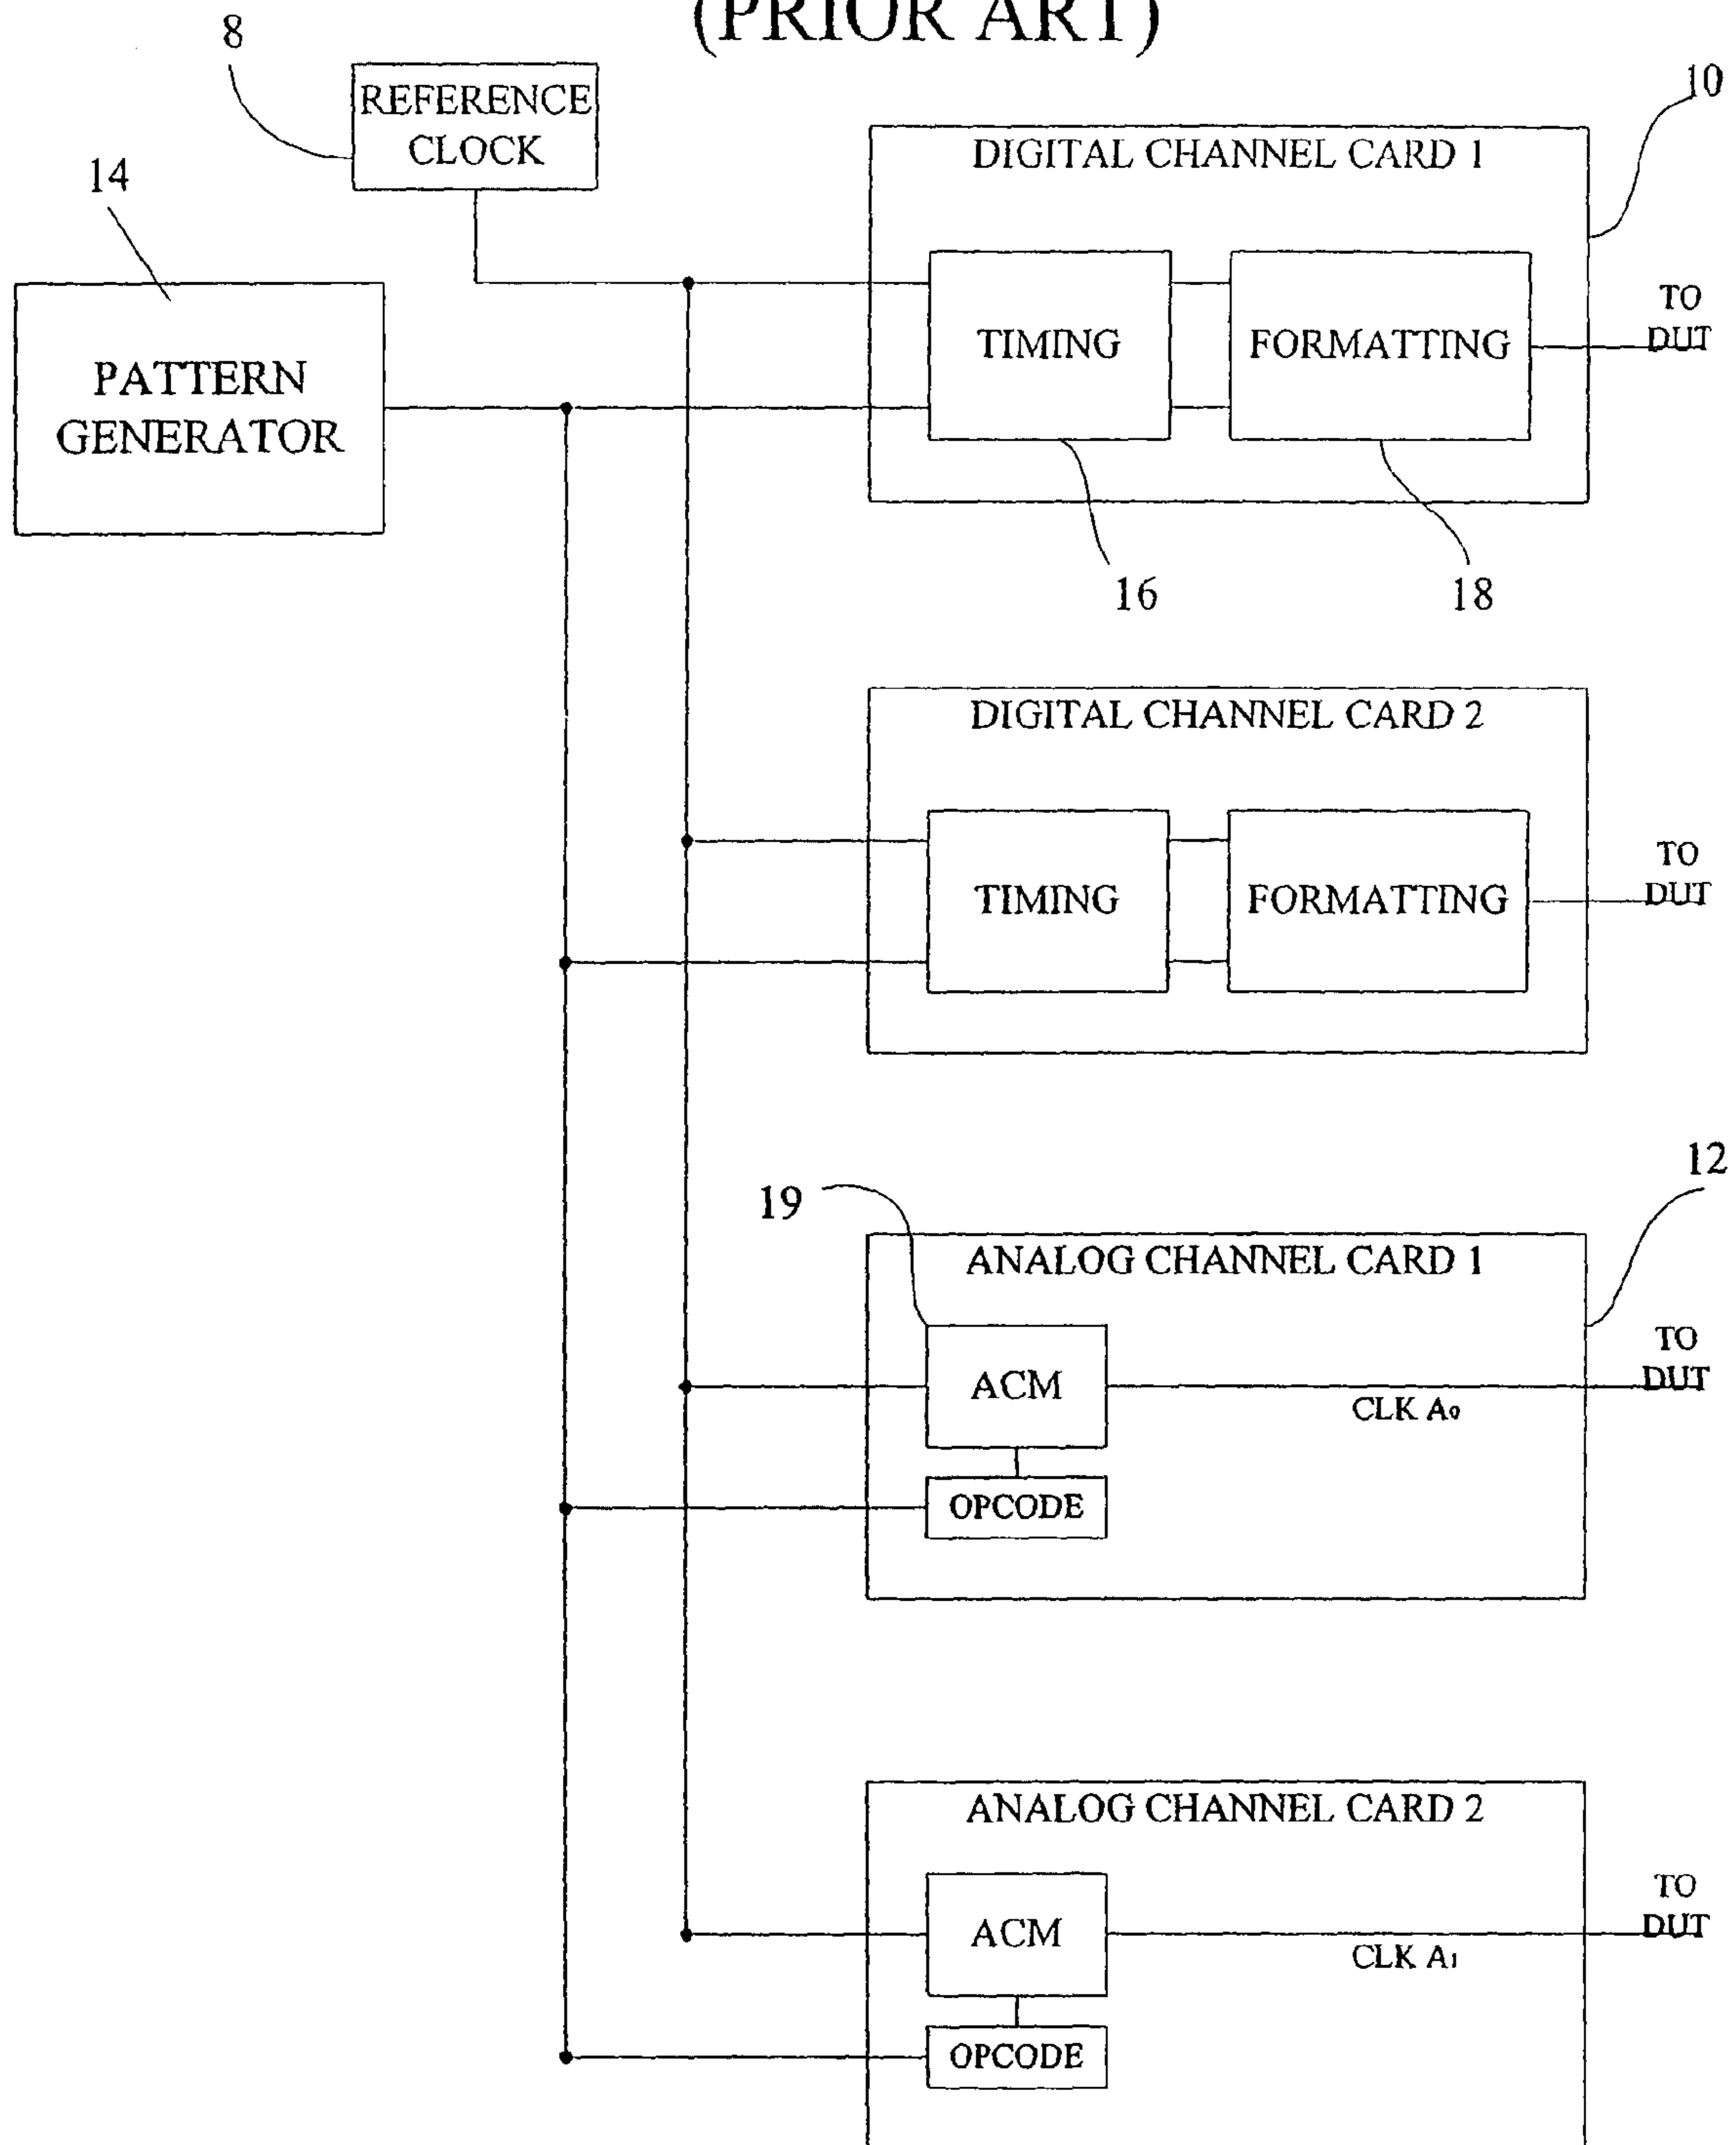 (PRIOR ART)
8
REFERENCE
CLOCK
10
DIGITAL CHANNEL CARD 1
14
PATTERN
GENERATOR
TIMING
FORMATTING
TO
DUT
16
18
DIGITAL CHANNEL CARD 2
TIMING
FORMATTING
TO
DUT
12
19
ANALOG CHANNEL CARD 1
ACM
TO
DUT
CLK A0
OPCODE
ANALOG CHANNEL CARD 2
ACM
TO
DUT
CLK A1
OPCODE